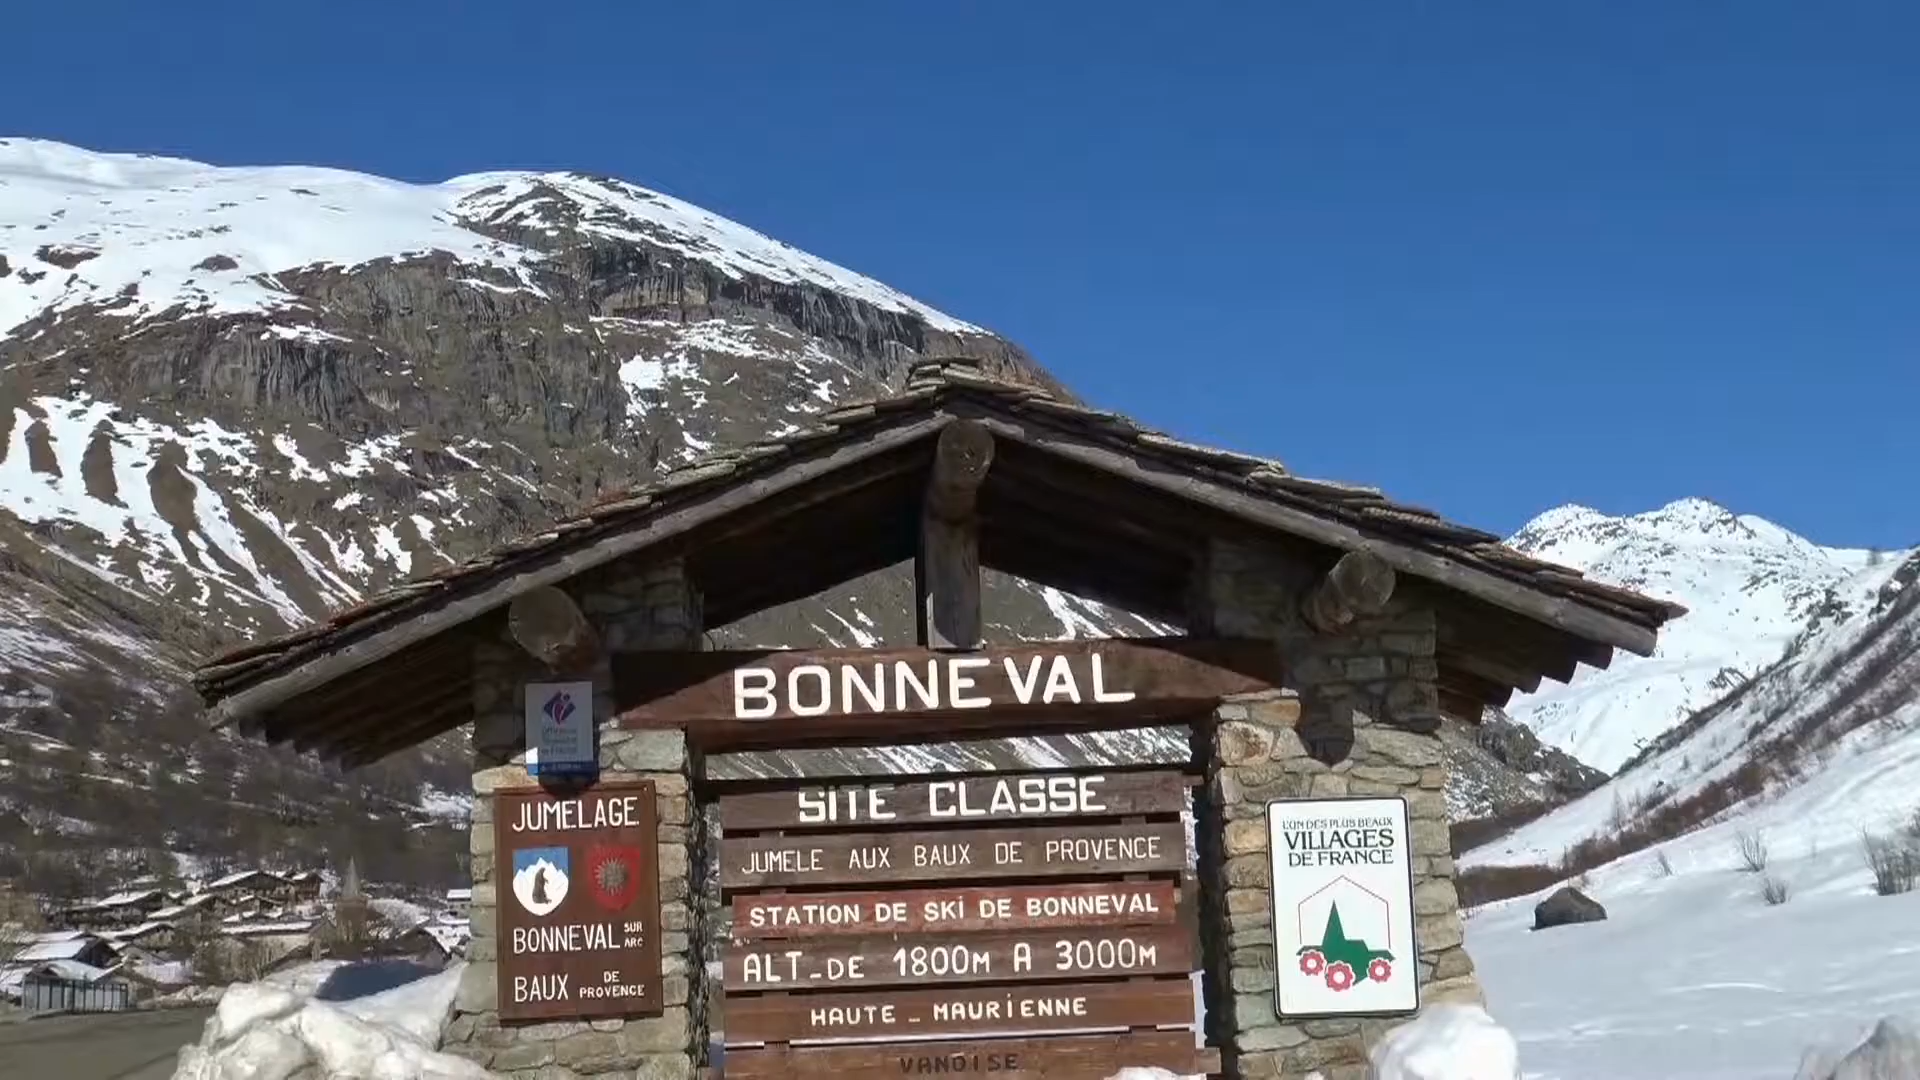 BONNEVAL
SITE CLASSE
JUMELE AUX BAUX DE PROVENCE
STATION DE SKi DE BONNEVAL
ALT_DE 1800M A 3000M
HAUTE _ MAURiENNE
VANOiSE
JUMELAGE
BONNEVAL SUR ARC
BAUX DE PROVENCE
L'UN DES PLUS BEAUX
VILLAGES
DE FRANCE